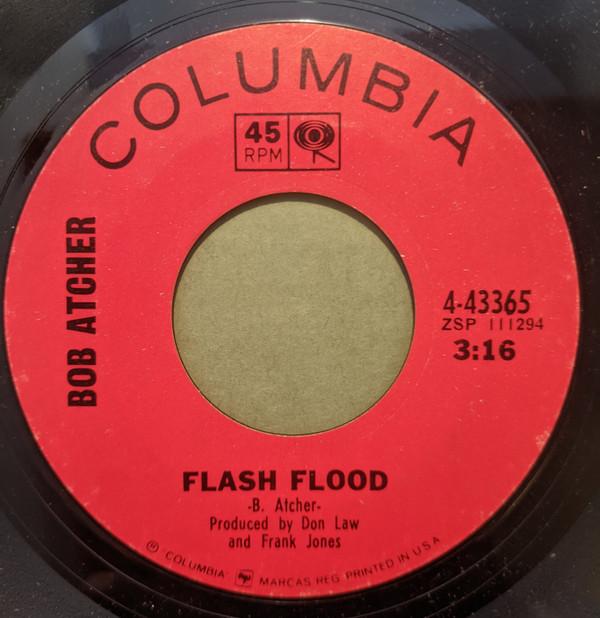 COLUMBIA
45
RPM
BOB ATCHER
4-43365
ZSP 111294
3:16
FLASH FLOOD
-B. Atcher-
Produced by Don Law
and Frank Jones
℗ "COLUMBIA" MARCAS REG. PRINTED IN U.S.A.